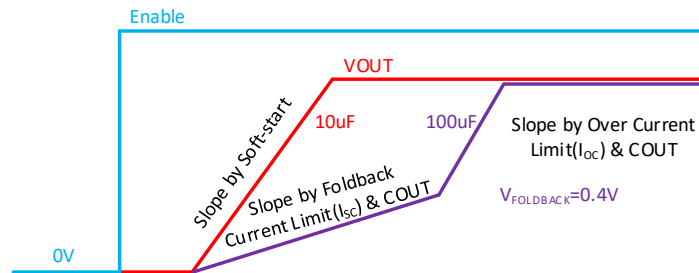 Enable
VOUT
Slope by Soft-start
10uF
100uF
Slope by Over Current
Limit(IOC) & COUT
Slope by Foldback
Current Limit(ISC) & COUT
VFOLDBACK=0.4V
0V